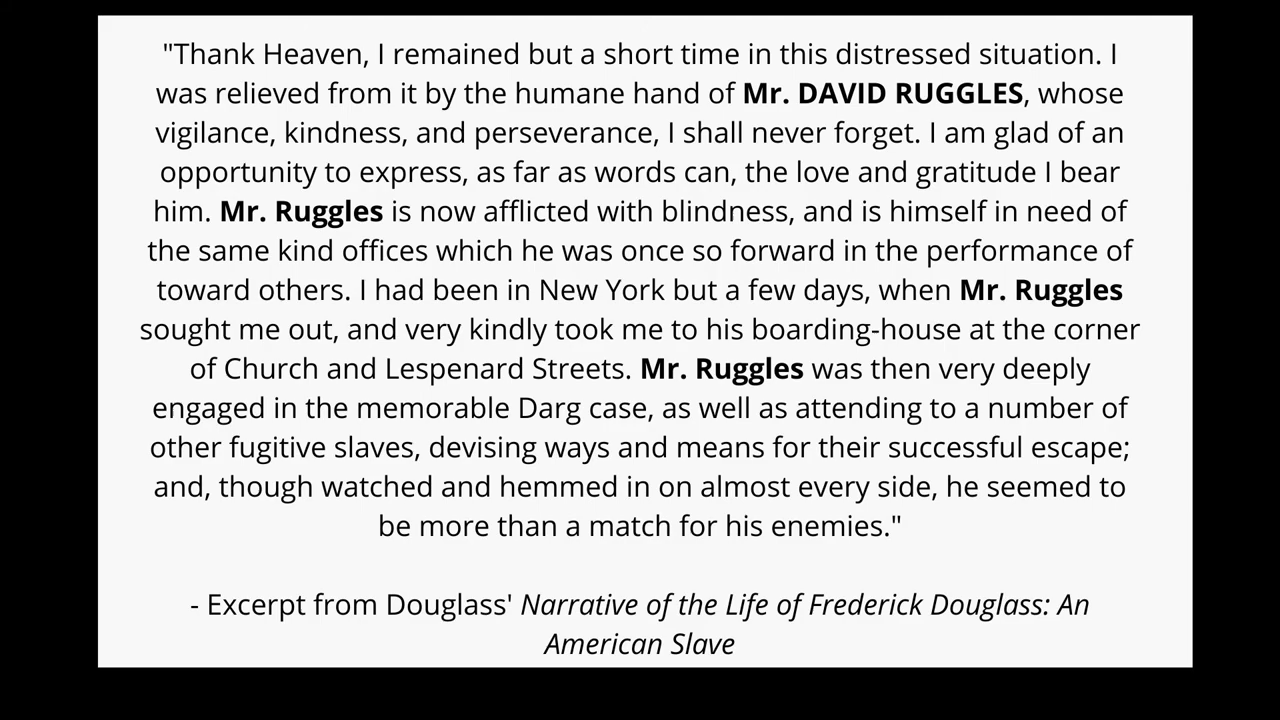 "Thank Heaven, I remained but a short time in this distressed situation. I
was relieved from it by the humane hand of Mr. DAVID RUGGLES, whose
vigilance, kindness, and perseverance, I shall never forget. I am glad of an
opportunity to express, as far as words can, the love and gratitude I bear
him. Mr. Ruggles is now afflicted with blindness, and is himself in need of
the same kind offices which he was once so forward in the performance of
toward others. I had been in New York but a few days, when Mr. Ruggles
sought me out, and very kindly took me to his boarding-house at the corner
of Church and Lespenard Streets. Mr. Ruggles was then very deeply
engaged in the memorable Darg case, as well as attending to a number of
other fugitive slaves, devising ways and means for their successful escape;
and, though watched and hemmed in on almost every side, he seemed to
be more than a match for his enemies."
- Excerpt from Douglass' Narrative of the Life of Frederick Douglass: An
American Slave